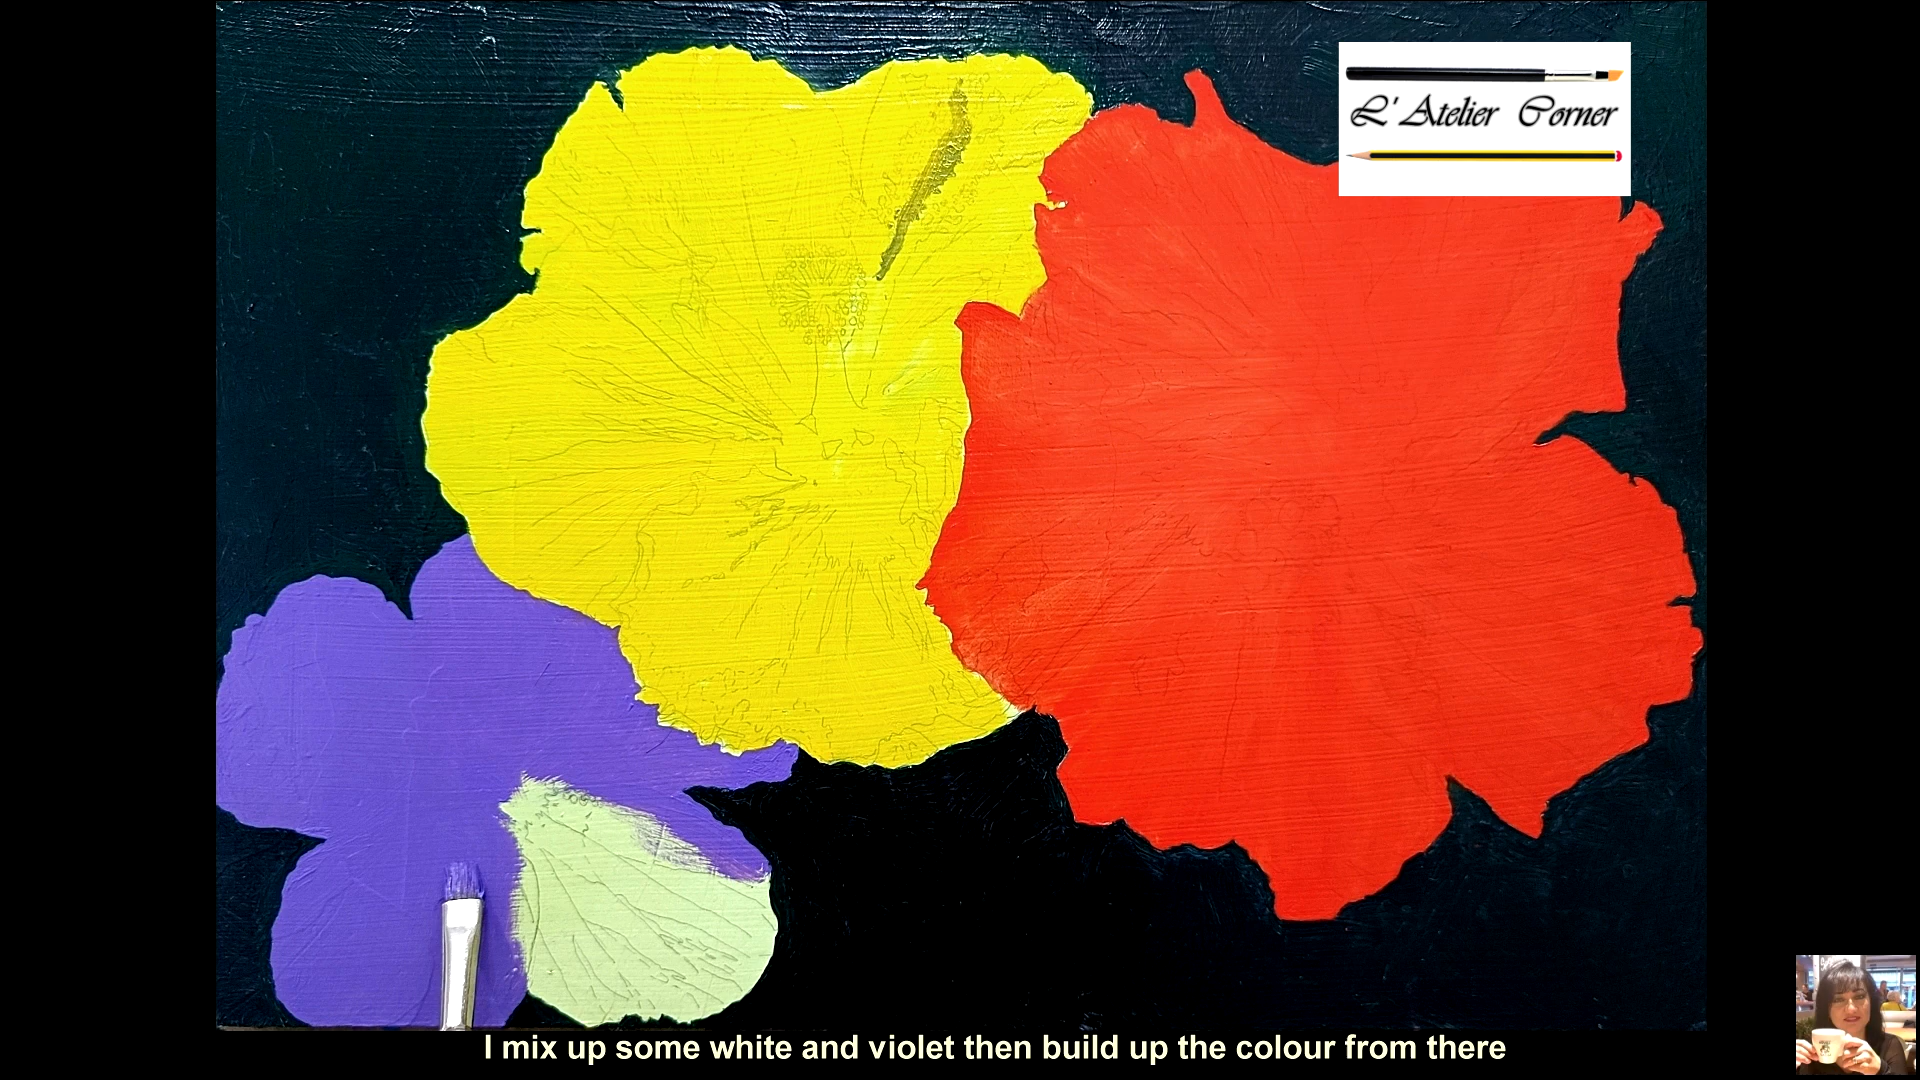 L' Atelier Corner
I mix up some white and violet then build up the colour from there